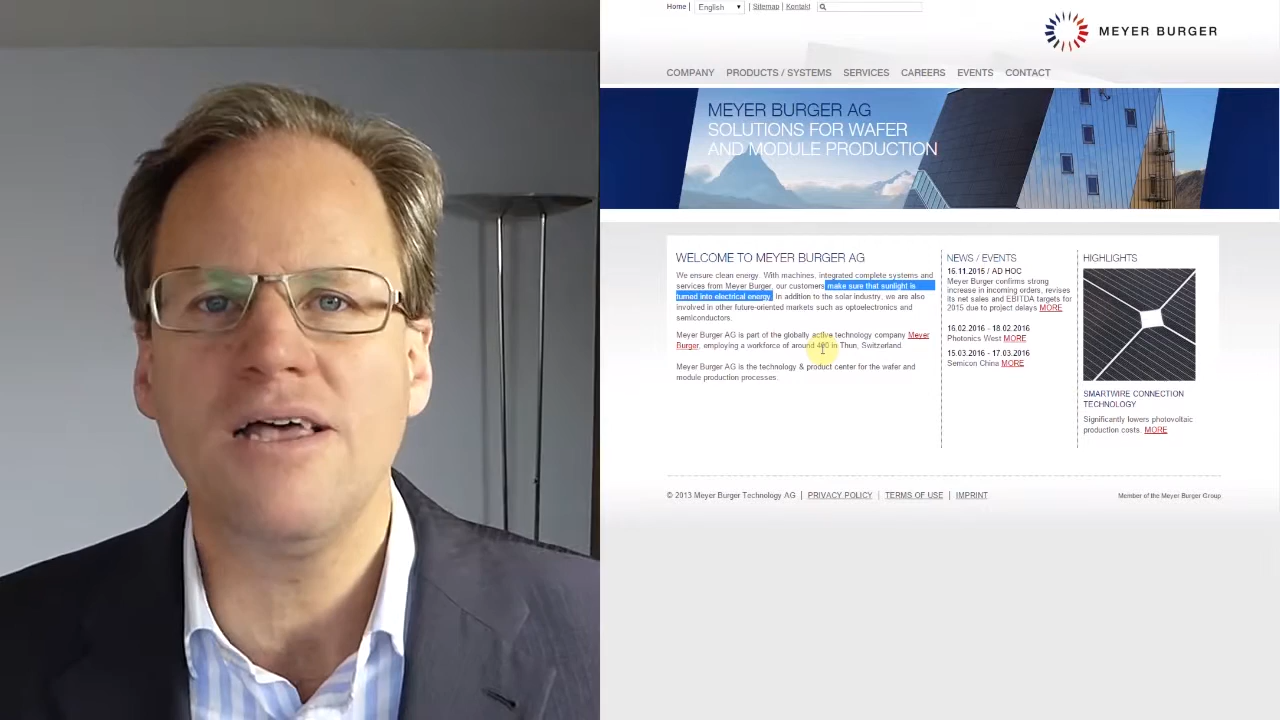 Home | English | Sitemap | Kontakt
MEYER BURGER
COMPANY PRODUCTS / SYSTEMS SERVICES CAREERS EVENTS CONTACT
MEYER BURGER AG
SOLUTIONS FOR WAFER
AND MODULE PRODUCTION
WELCOME TO MEYER BURGER AG
We ensure clean energy. With machines, integrated complete systems and
services from Meyer Burger, our customers make sure that sunlight is
turned into electrical energy. In addition to the solar industry, we are also
involved in other future-oriented markets such as optoelectronics and
semiconductors.
Meyer Burger AG is part of the globally active technology company Meyer
Burger, employing a workforce of around 400 in Thun, Switzerland.
Meyer Burger AG is the technology & product center for the wafer and
module production processes.
NEWS / EVENTS
16.11.2015 / AD HOC
Meyer Burger confirms strong
increase in incoming orders, revises
its net sales and EBITDA targets for
2015 due to project delays MORE
16.02.2016 - 18.02.2016
Photonics West MORE
15.03.2016 - 17.03.2016
Semicon China MORE
HIGHLIGHTS
SMARTWIRE CONNECTION
TECHNOLOGY
Significantly lowers photovoltaic
production costs. MORE
© 2013 Meyer Burger Technology AG | PRIVACY POLICY | TERMS OF USE | IMPRINT
Member of the Meyer Burger Group